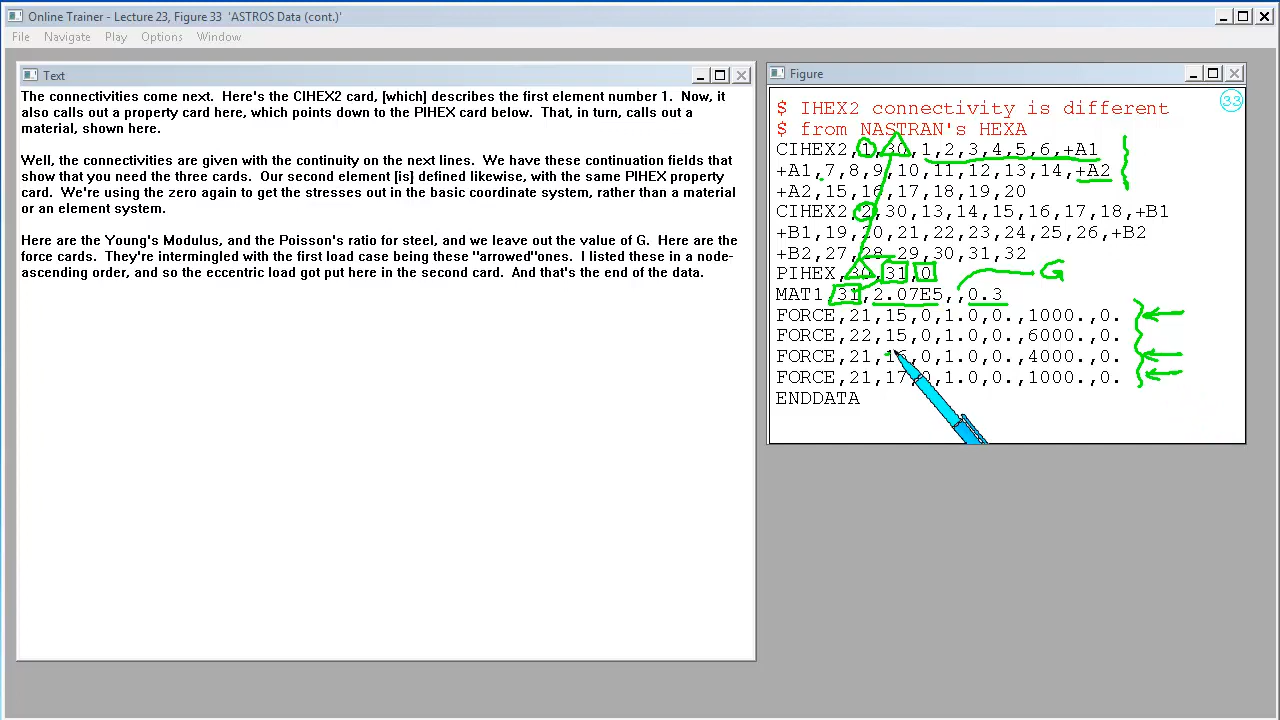 Online Trainer - Lecture 23, Figure 33 'ASTROS Data (cont.)'
File Navigate Play Options Window
Text
The connectivities come next. Here's the CIHEX2 card, [which] describes the first element number 1. Now, it
also calls out a property card here, which points down to the PIHEX card below. That, in turn, calls out a
material, shown here.
Well, the connectivities are given with the continuity on the next lines. We have these continuation fields that
show that you need the three cards. Our second element [is] defined likewise, with the same PIHEX property
card. We're using the zero again to get the stresses out in the basic coordinate system, rather than a material
or an element system.
Here are the Young's Modulus, and the Poisson's ratio for steel, and we leave out the value of G. Here are the
force cards. They're intermingled with the first load case being these "arrowed"ones. I listed these in a node-
ascending order, and so the eccentric load got put here in the second card. And that's the end of the data.
Figure
33
$ IHEX2 connectivity is different
$ from NASTRAN's HEXA
CIHEX2,1,30,1,2,3,4,5,6,+A1
+A1,7,8,9,10,11,12,13,14,+A2
+A2,15,16,17,18,19,20
CIHEX2,2,30,13,14,15,16,17,18,+B1
+B1,19,20,21,22,23,24,25,26,+B2
+B2,27,28,29,30,31,32
PIHEX,30,31,0
G
MAT1,31,2.07E5,,0.3
FORCE,21,15,0,1.0,0.,1000.,0.
FORCE,22,15,0,1.0,0.,6000.,0.
FORCE,21,16,0,1.0,0.,4000.,0.
FORCE,21,17,0,1.0,0.,1000.,0.
ENDDATA